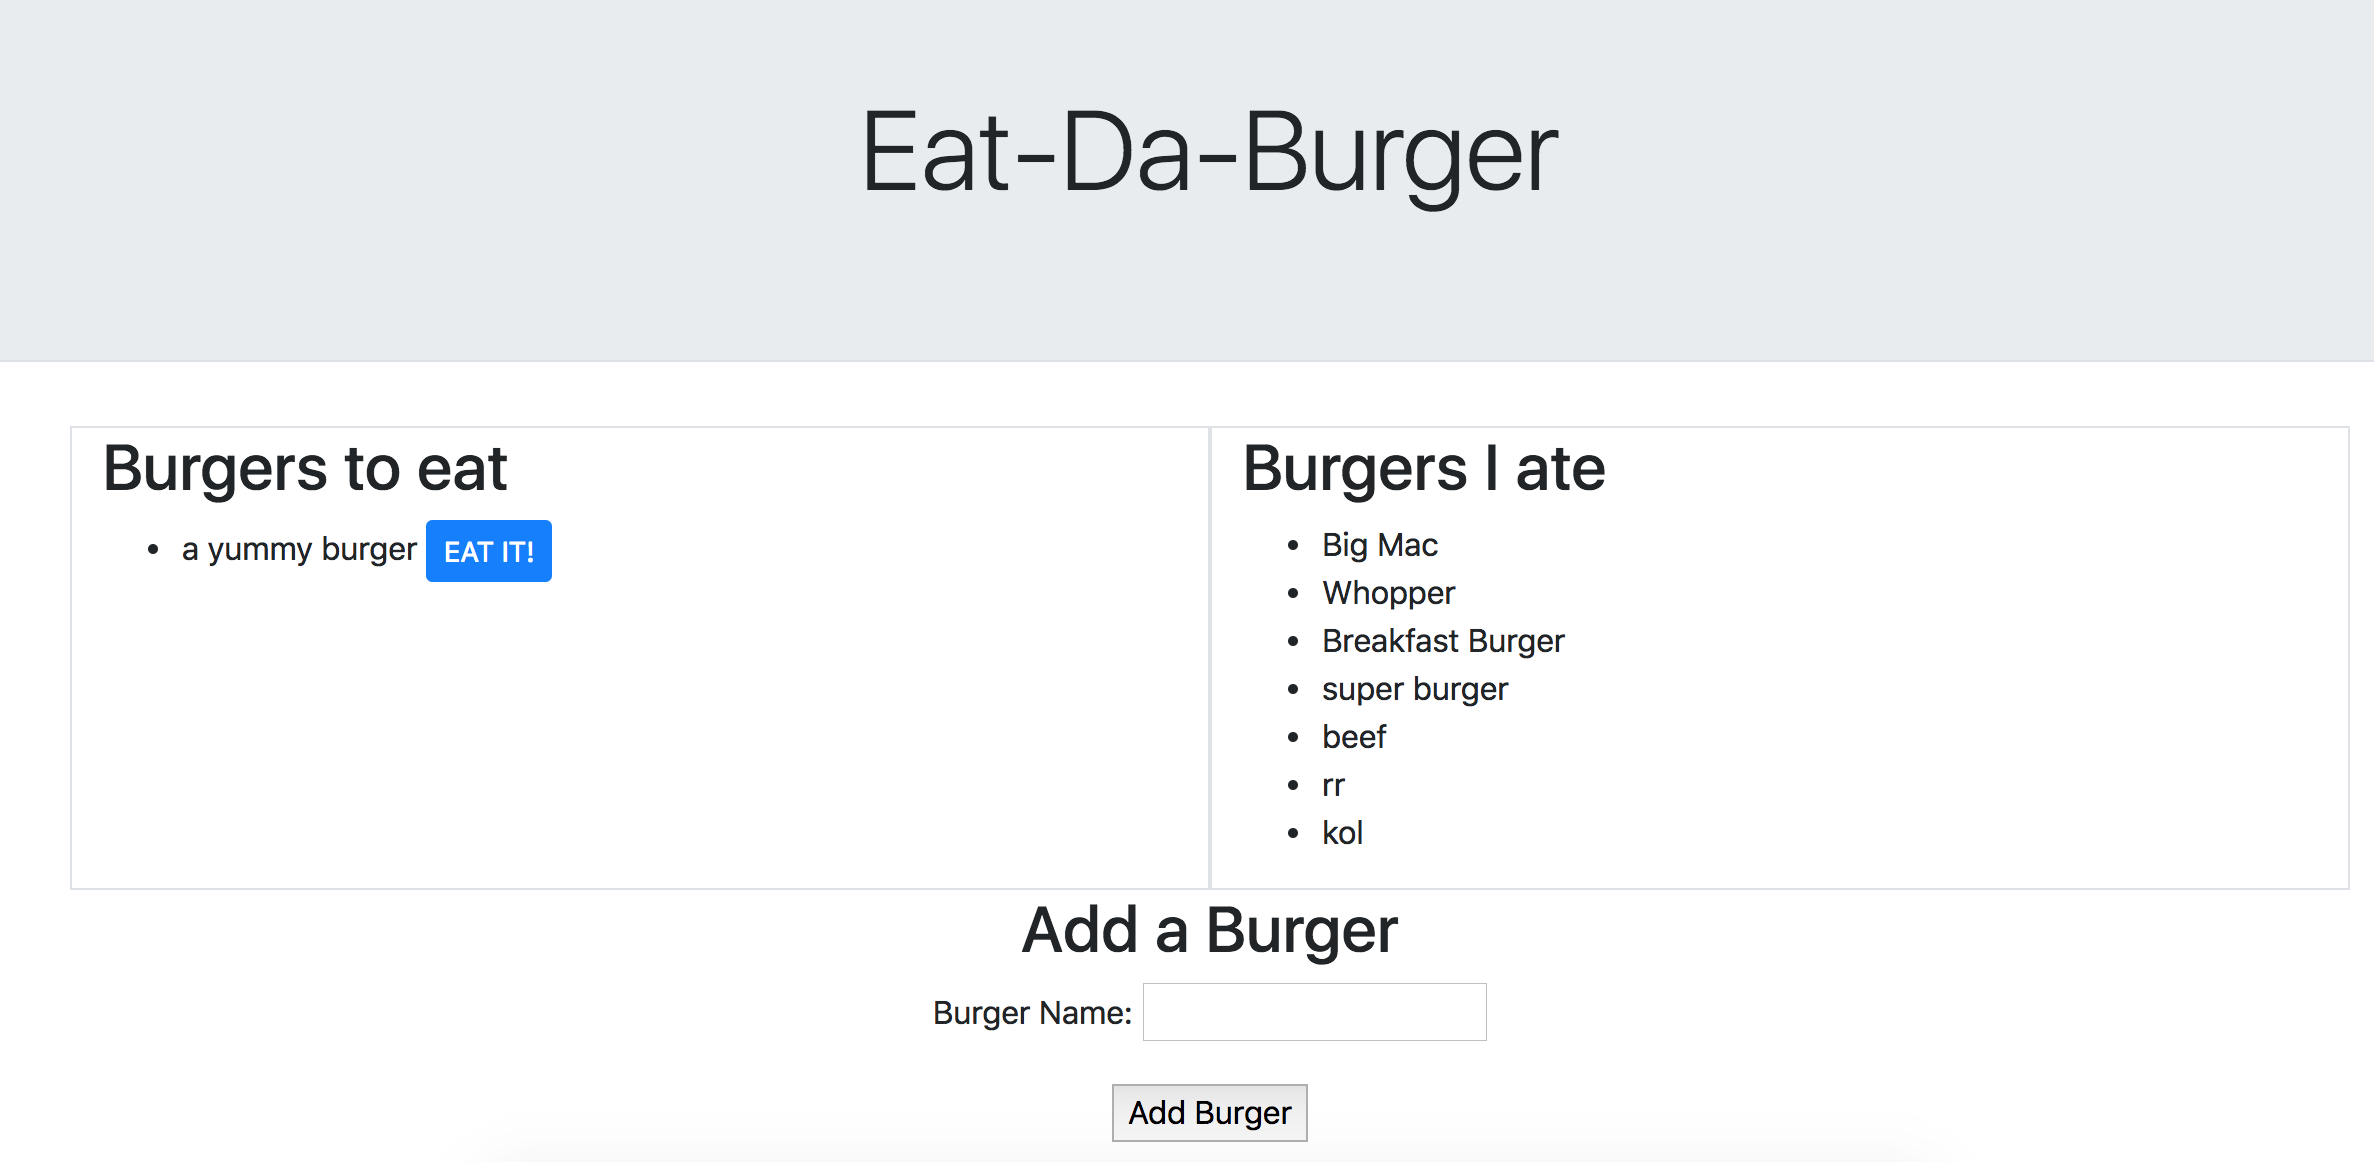 Eat-Da-Burger
Burgers to eat
a yummy burger EAT IT!
Burgers I ate
Big Mac
Whopper
Breakfast Burger
super burger
beef
rr
kol
Add a Burger
Burger Name:
Add Burger